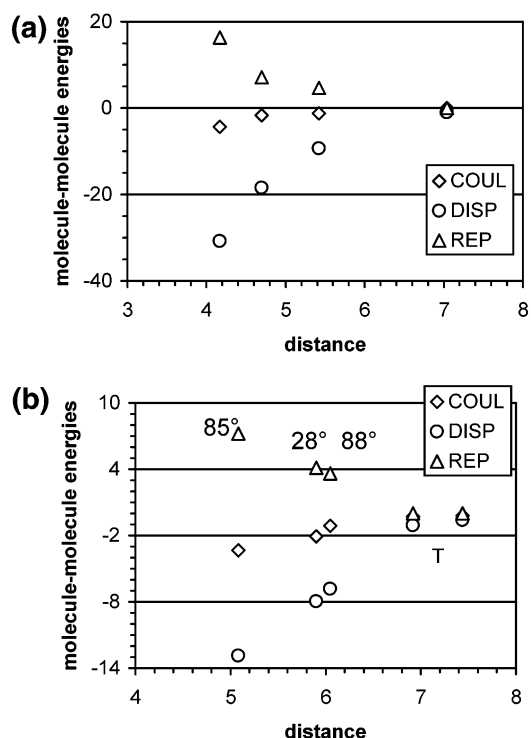 (a)
molecule-molecule energies
20
0
-20
-40
COUL
DISP
REP
3 4 5 6 7 8
distance
(b)
molecule-molecule energies
10
4
-2
-8
-14
85°
28° 88°
COUL
DISP
REP
T
4 5 6 7 8
distance